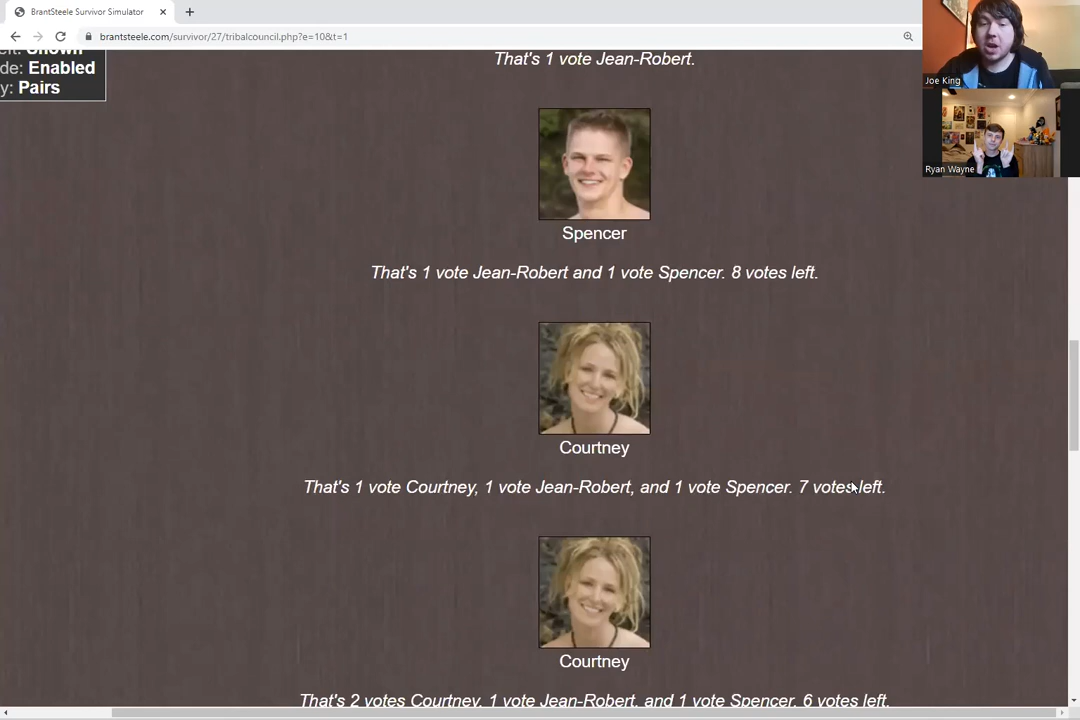 BrantSteele Survivor Simulator
brantsteele.com/survivor/27/tribalcouncil.php?e=10&t=1
Shown
de: Enabled
y: Pairs
That's 1 vote Jean-Robert.
Spencer
That's 1 vote Jean-Robert and 1 vote Spencer. 8 votes left.
Courtney
That's 1 vote Courtney, 1 vote Jean-Robert, and 1 vote Spencer. 7 votes left.
Courtney
That's 2 votes Courtney, 1 vote Jean-Robert, and 1 vote Spencer. 6 votes left.
Joe King
Ryan Wayne